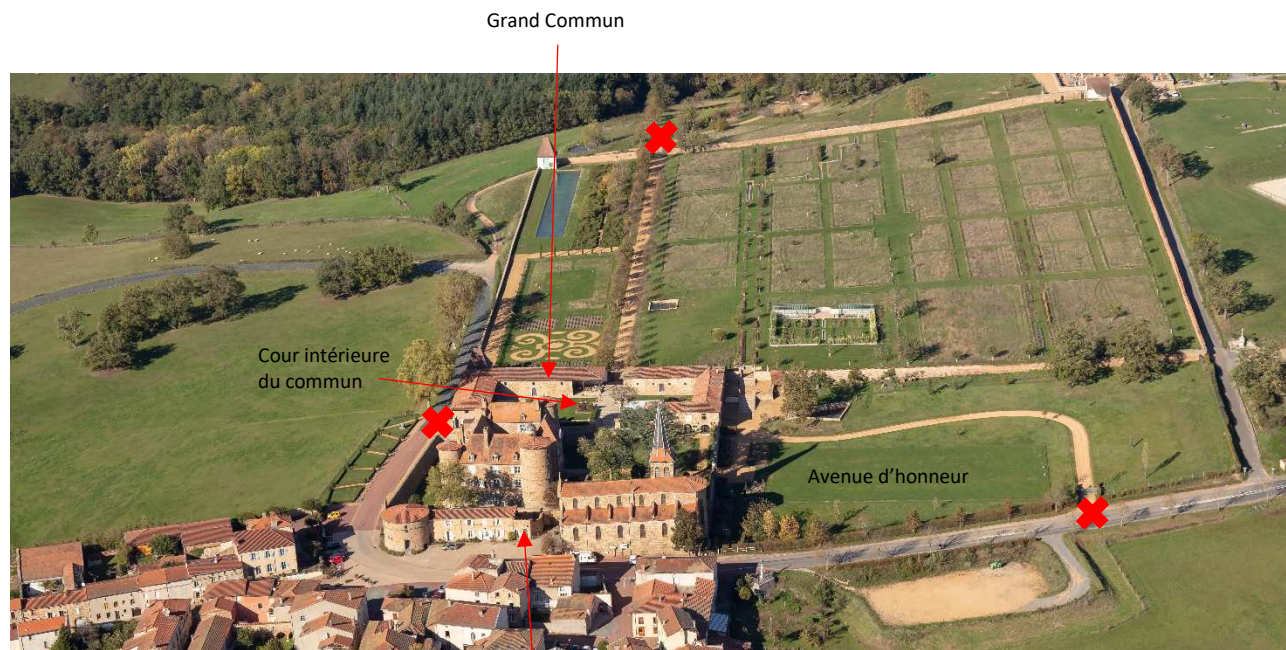 Grand Commun
Cour intérieure
du commun
Avenue d’honneur